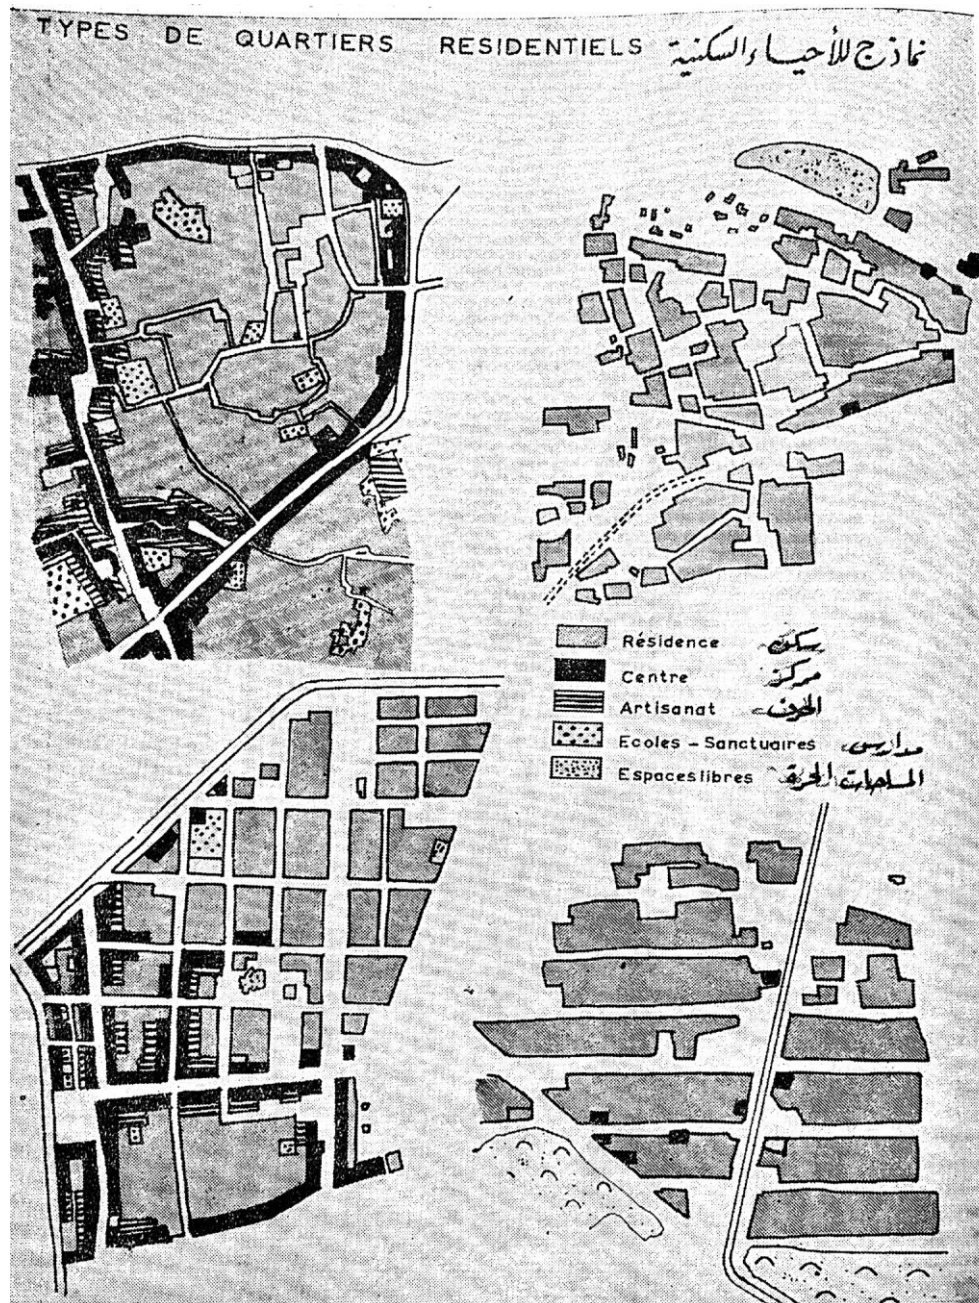 TYPES DE QUARTIERS RESIDENTIELS نماذج للأحياء السكنية
Résidence سكن
Centre مركز
Artisanat الحرف
Ecoles - Sanctuaires مدارس
Espaces libres المساحات الحرة